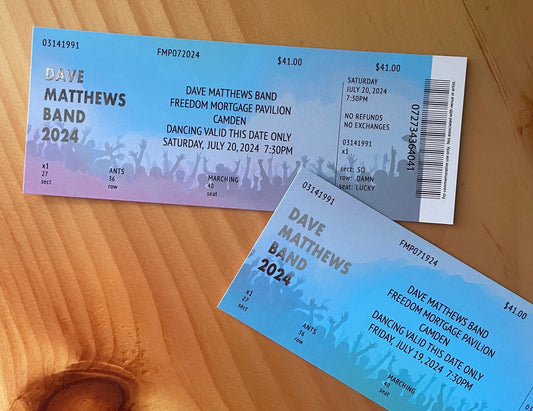 03141991
FMP072024
$41.00
$41.00
DAVE
MATTHEWS
BAND
2024
DAVE MATTHEWS BAND
FREEDOM MORTGAGE PAVILION
CAMDEN
DANCING VALID THIS DATE ONLY
SATURDAY, JULY 20, 2024 7:30PM
x1
27
sect
ANTS
36
row
MARCHING
40
seat
SATURDAY
JULY 20, 2024
7:30PM
NO REFUNDS
NO EXCHANGES
03141991
x1
sect: SO
row: DAMN
seat: LUCKY
072734364041
03141991
FMP071924
$41.00
DAVE
MATTHEWS
BAND
2024
DAVE MATTHEWS BAND
FREEDOM MORTGAGE PAVILION
CAMDEN
DANCING VALID THIS DATE ONLY
FRIDAY, JULY 19, 2024 7:30PM
x1
27
sect
ANTS
36
row
MARCHING
40
seat